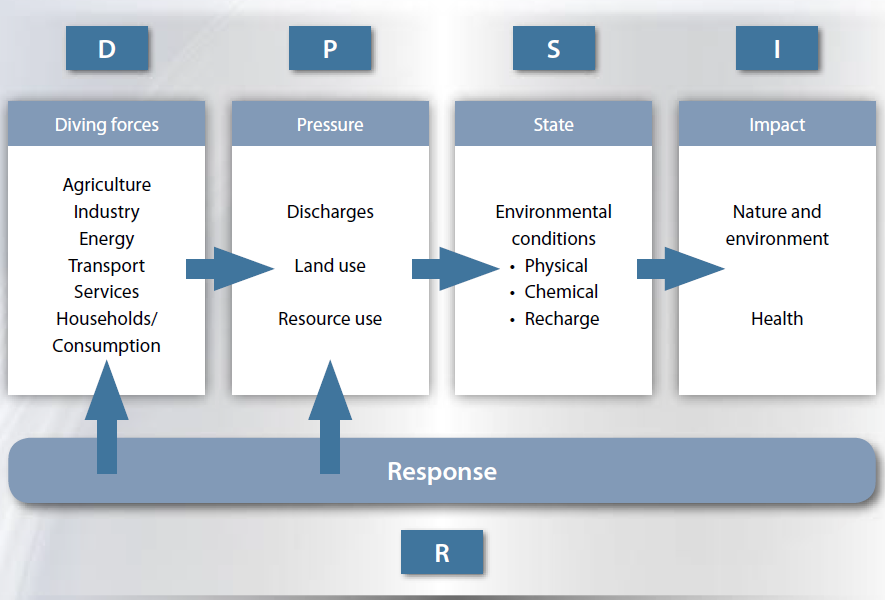 D
P
S
I
Diving forces
Agriculture
Industry
Energy
Transport
Services
Households/
Consumption
Pressure
Discharges
Land use
Resource use
State
Environmental
conditions
• Physical
• Chemical
• Recharge
Impact
Nature and
environment
Health
Response
R